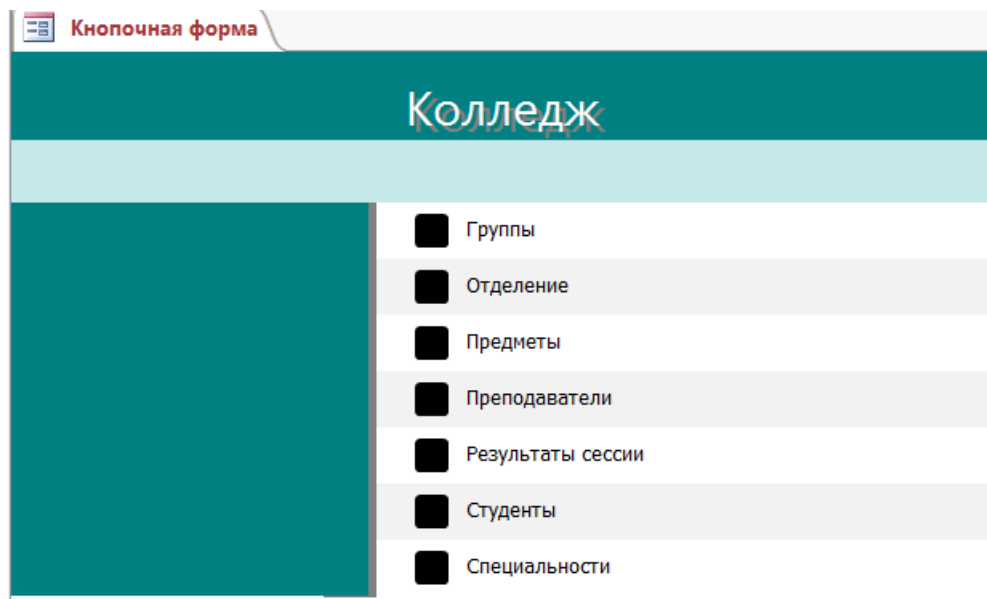 Кнопочная форма
Колледж
Группы
Отделение
Предметы
Преподаватели
Результаты сессии
Студенты
Специальности